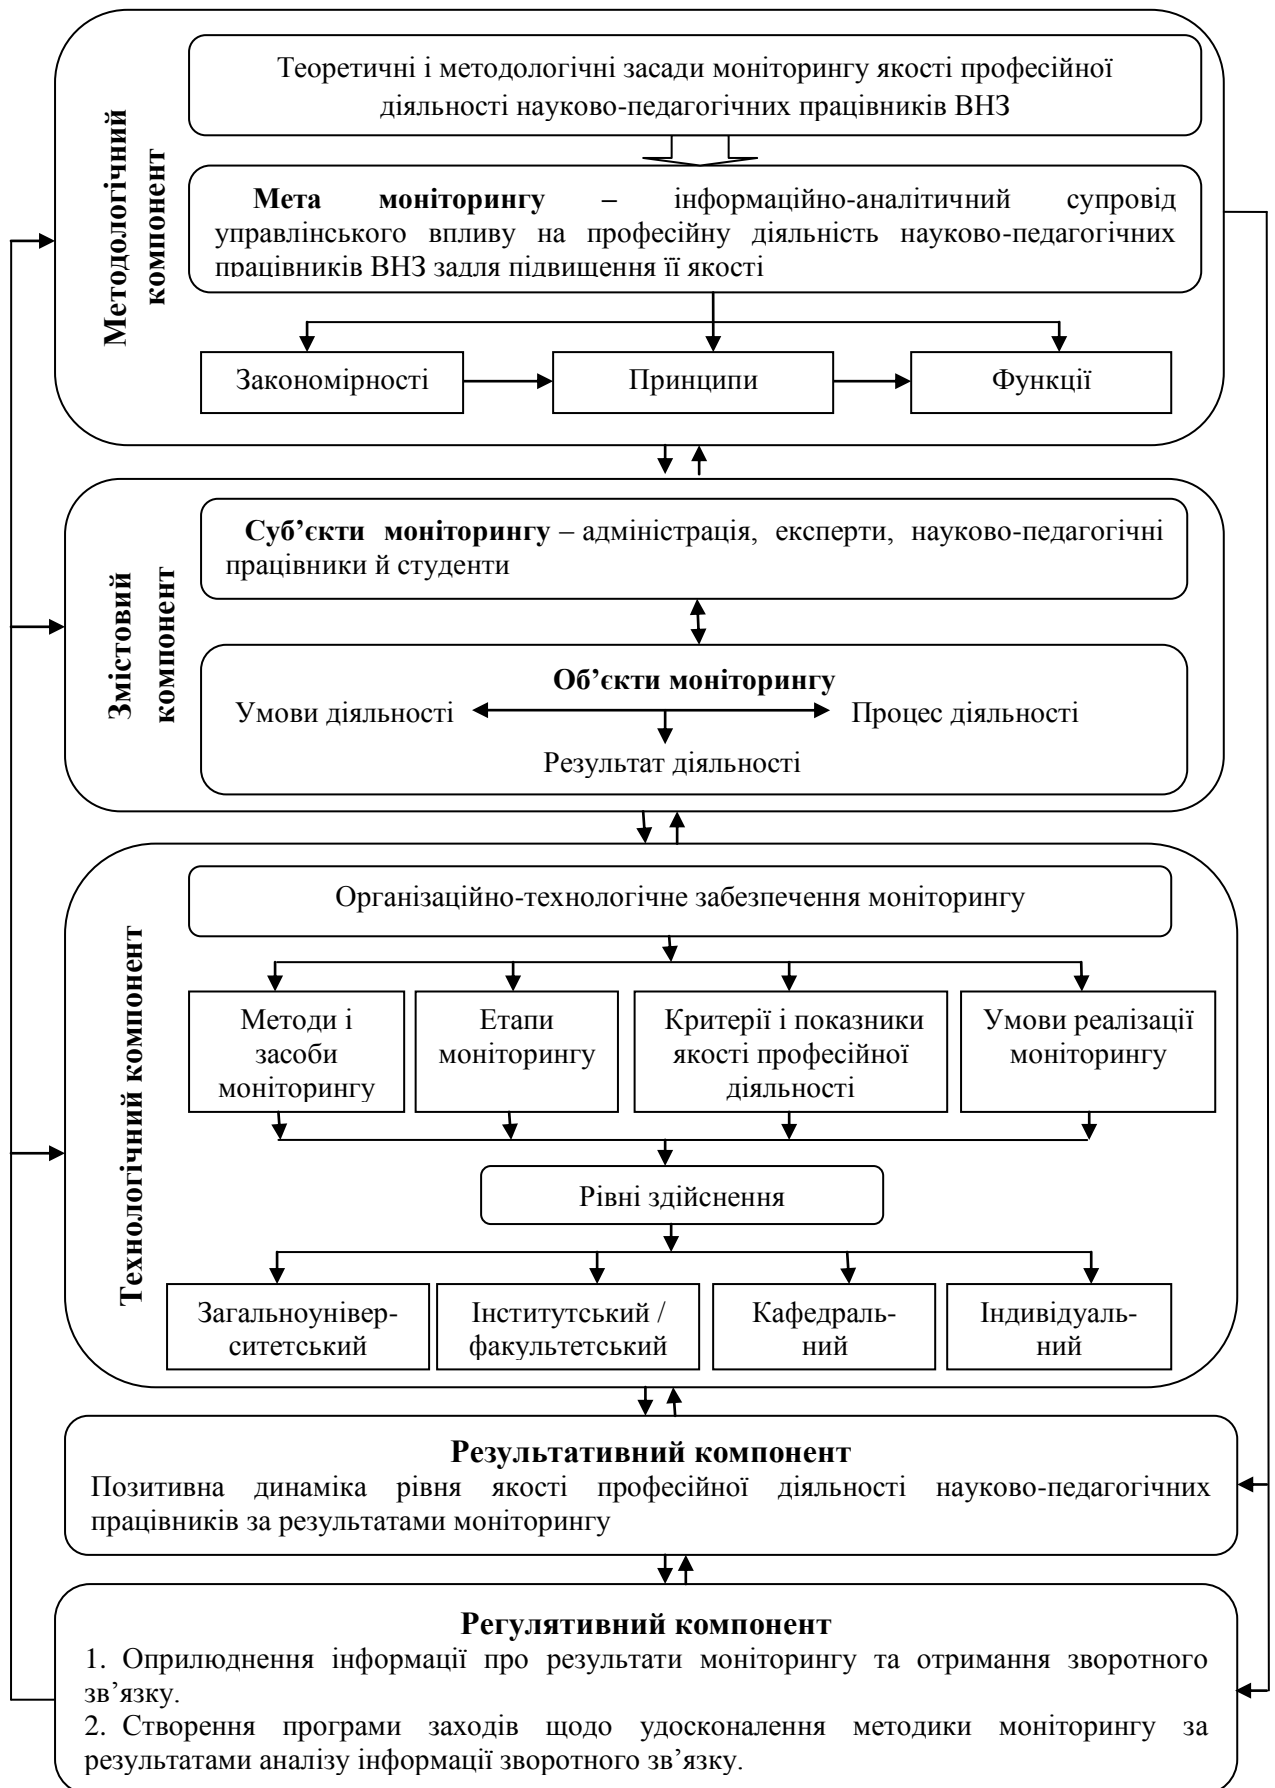 Методологічний
компонент
Теоретичні і методологічні засади моніторингу якості професійної
діяльності науково-педагогічних працівників ВНЗ
Мета моніторингу – інформаційно-аналітичний супровід
управлінського впливу на професійну діяльність науково-педагогічних
працівників ВНЗ задля підвищення її якості
Закономірності
Принципи
Функції
Змістовий
компонент
Суб’єкти моніторингу – адміністрація, експерти, науково-педагогічні
працівники й студенти
Об’єкти моніторингу
Умови діяльності
Процес діяльності
Результат діяльності
Технологічний компонент
Організаційно-технологічне забезпечення моніторингу
Методи і
засоби
моніторингу
Етапи
моніторингу
Критерії і показники
якості професійної
діяльності
Умови реалізації
моніторингу
Рівні здійснення
Загальноунівер-
ситетський
Інститутський /
факультетський
Кафедраль-
ний
Індивідуаль-
ний
Результативний компонент
Позитивна динаміка рівня якості професійної діяльності науково-педагогічних
працівників за результатами моніторингу
Регулятивний компонент
1. Оприлюднення інформації про результати моніторингу та отримання зворотного
зв’язку.
2. Створення програми заходів щодо удосконалення методики моніторингу за
результатами аналізу інформації зворотного зв’язку.